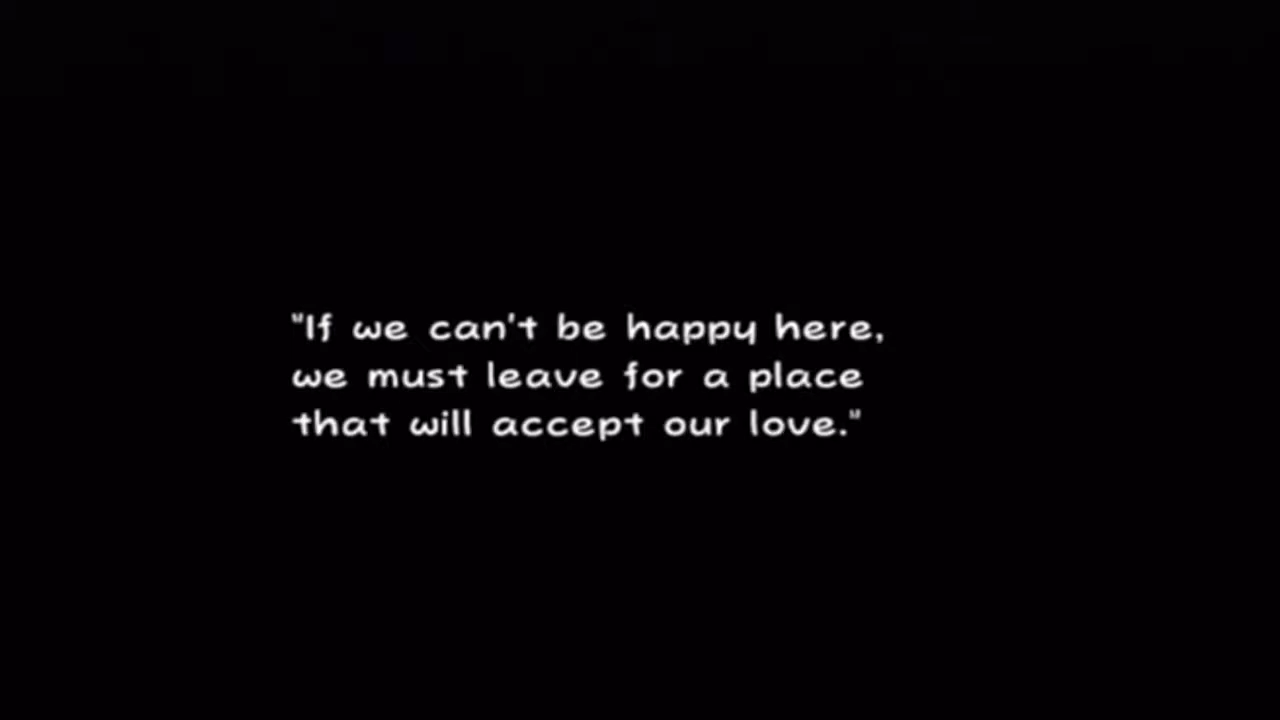 "If we can't be happy here,
we must leave for a place
that will accept our love."